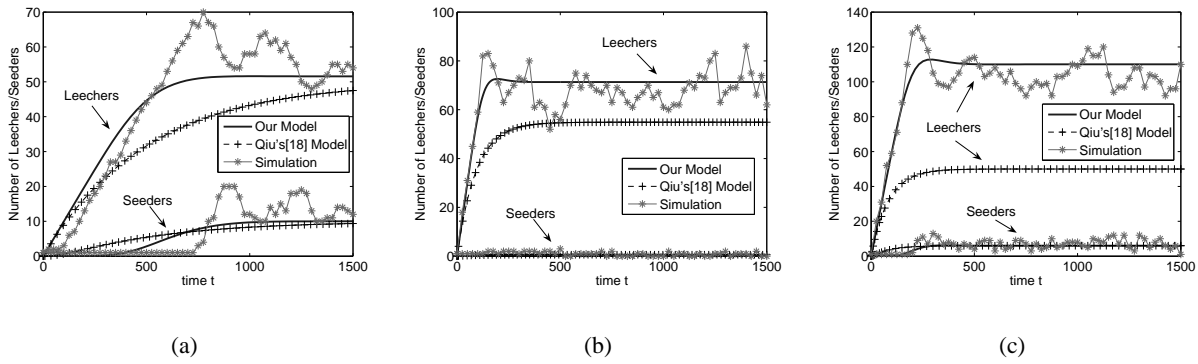 70
60
50
40
30
20
10
0
0
500
1000
1500
Number of Leechers/Seeders
time t
Leechers
Seeders
Our Model
Qiu's[18] Model
Simulation
(a)
100
80
60
40
20
0
0
500
1000
1500
Number of Leechers/Seeders
time t
Leechers
Seeders
Our Model
Qiu's[18] Model
Simulation
(b)
140
120
100
80
60
40
20
0
0
500
1000
1500
Number of Leechers/Seeders
time t
Leechers
Seeders
Our Model
Qiu's[18] Model
Simulation
(c)